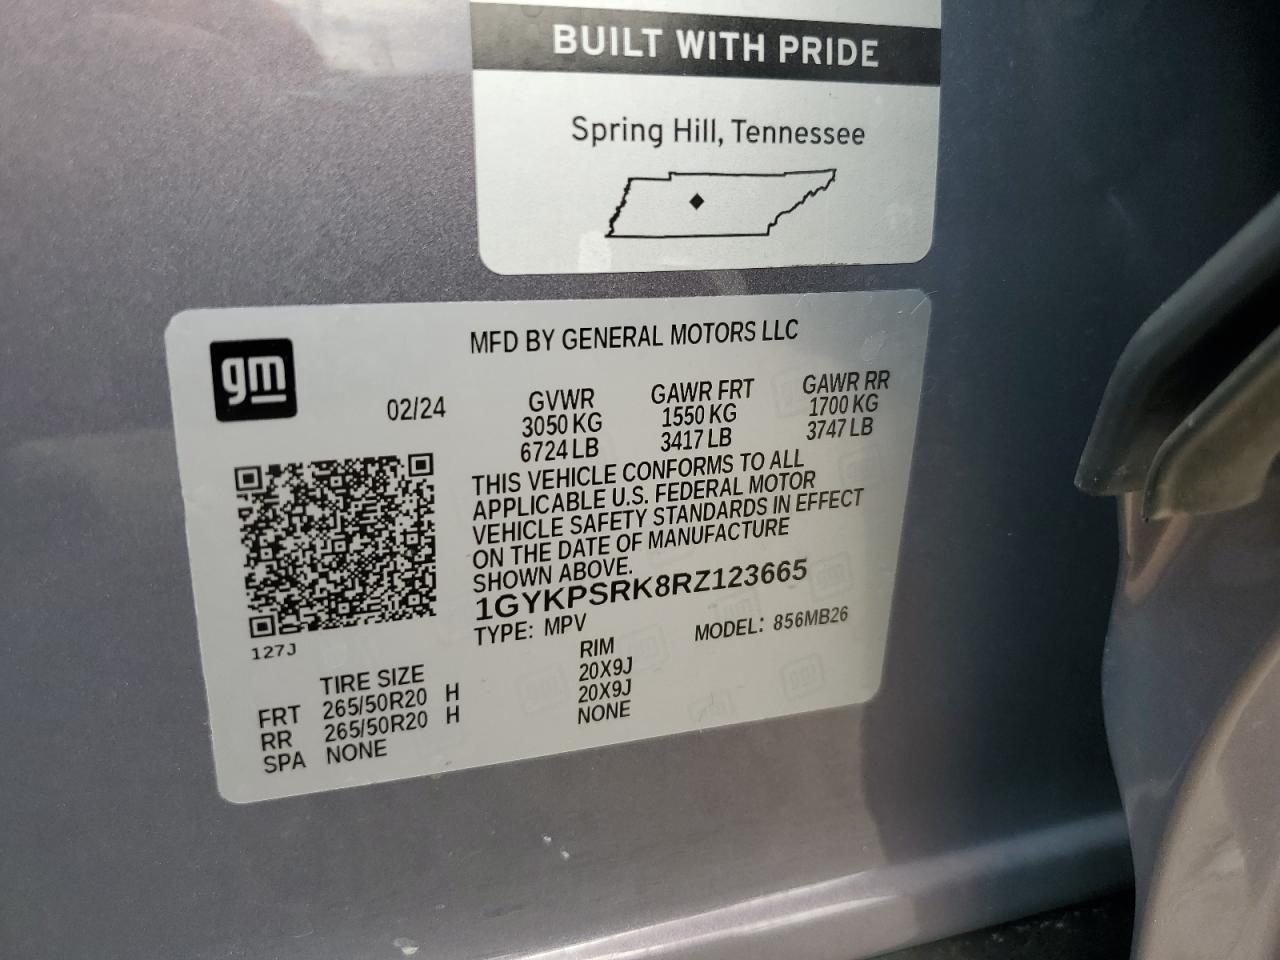 BUILT WITH PRIDE
Spring Hill, Tennessee
MFD BY GENERAL MOTORS LLC
gm
02/24
GVWR GAWR FRT GAWR RR
3050 KG 1550 KG 1700 KG
6724 LB 3417 LB 3747 LB
THIS VEHICLE CONFORMS TO ALL
APPLICABLE U.S. FEDERAL MOTOR
VEHICLE SAFETY STANDARDS IN EFFECT
ON THE DATE OF MANUFACTURE
SHOWN ABOVE.
1GYKPSRK8RZ123665
TYPE: MPV MODEL: 856MB26
127J
TIRE SIZE RIM
FRT 265/50R20 H 20X9J
RR 265/50R20 H 20X9J
SPA NONE NONE